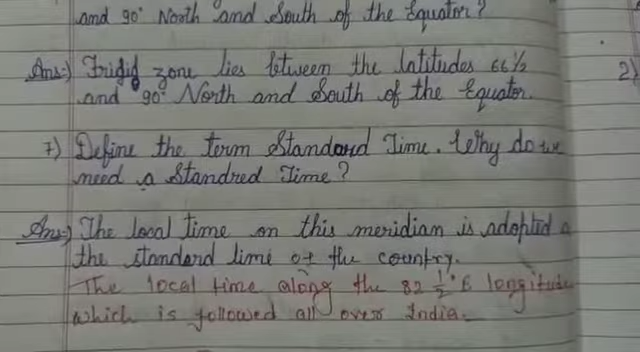 and 90° North and South of the Equator?
Ans:) Frigid zone lies between the latitudes 66½
and 90° North and South of the Equator.
2)
7) Define the term Standard Time. Why do we
need a Standred Time?
Ans:) The local time on this meridian is adopted a
the standard time of the country.
The local time along the 82 ½° E longitude
which is followed all over India.